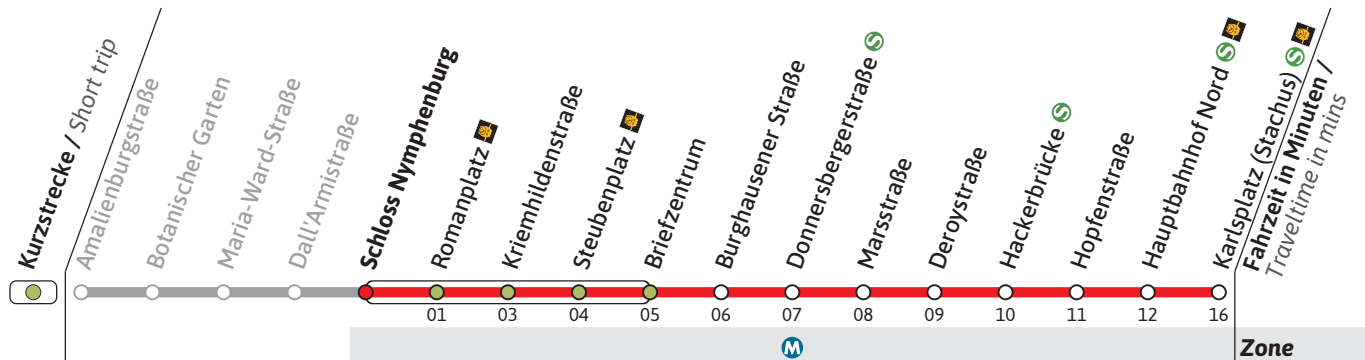 Kurzstrecke / Short trip
Amalienburgstraße
Botanischer Garten
Maria-Ward-Straße
Dall'Armistraße
Schloss Nymphenburg
Romanplatz
Kriemhildenstraße
Steubenplatz
Briefzentrum
Burghausener Straße
Donnersbergerstraße S
Marsstraße
Deroystraße
Hackerbrücke S
Hopfenstraße
Hauptbahnhof Nord S
Karlsplatz (Stachus) S
Fahrzeit in Minuten /
Traveltime in mins
01 03 04 05 06 07 08 09 10 11 12 16
M Zone